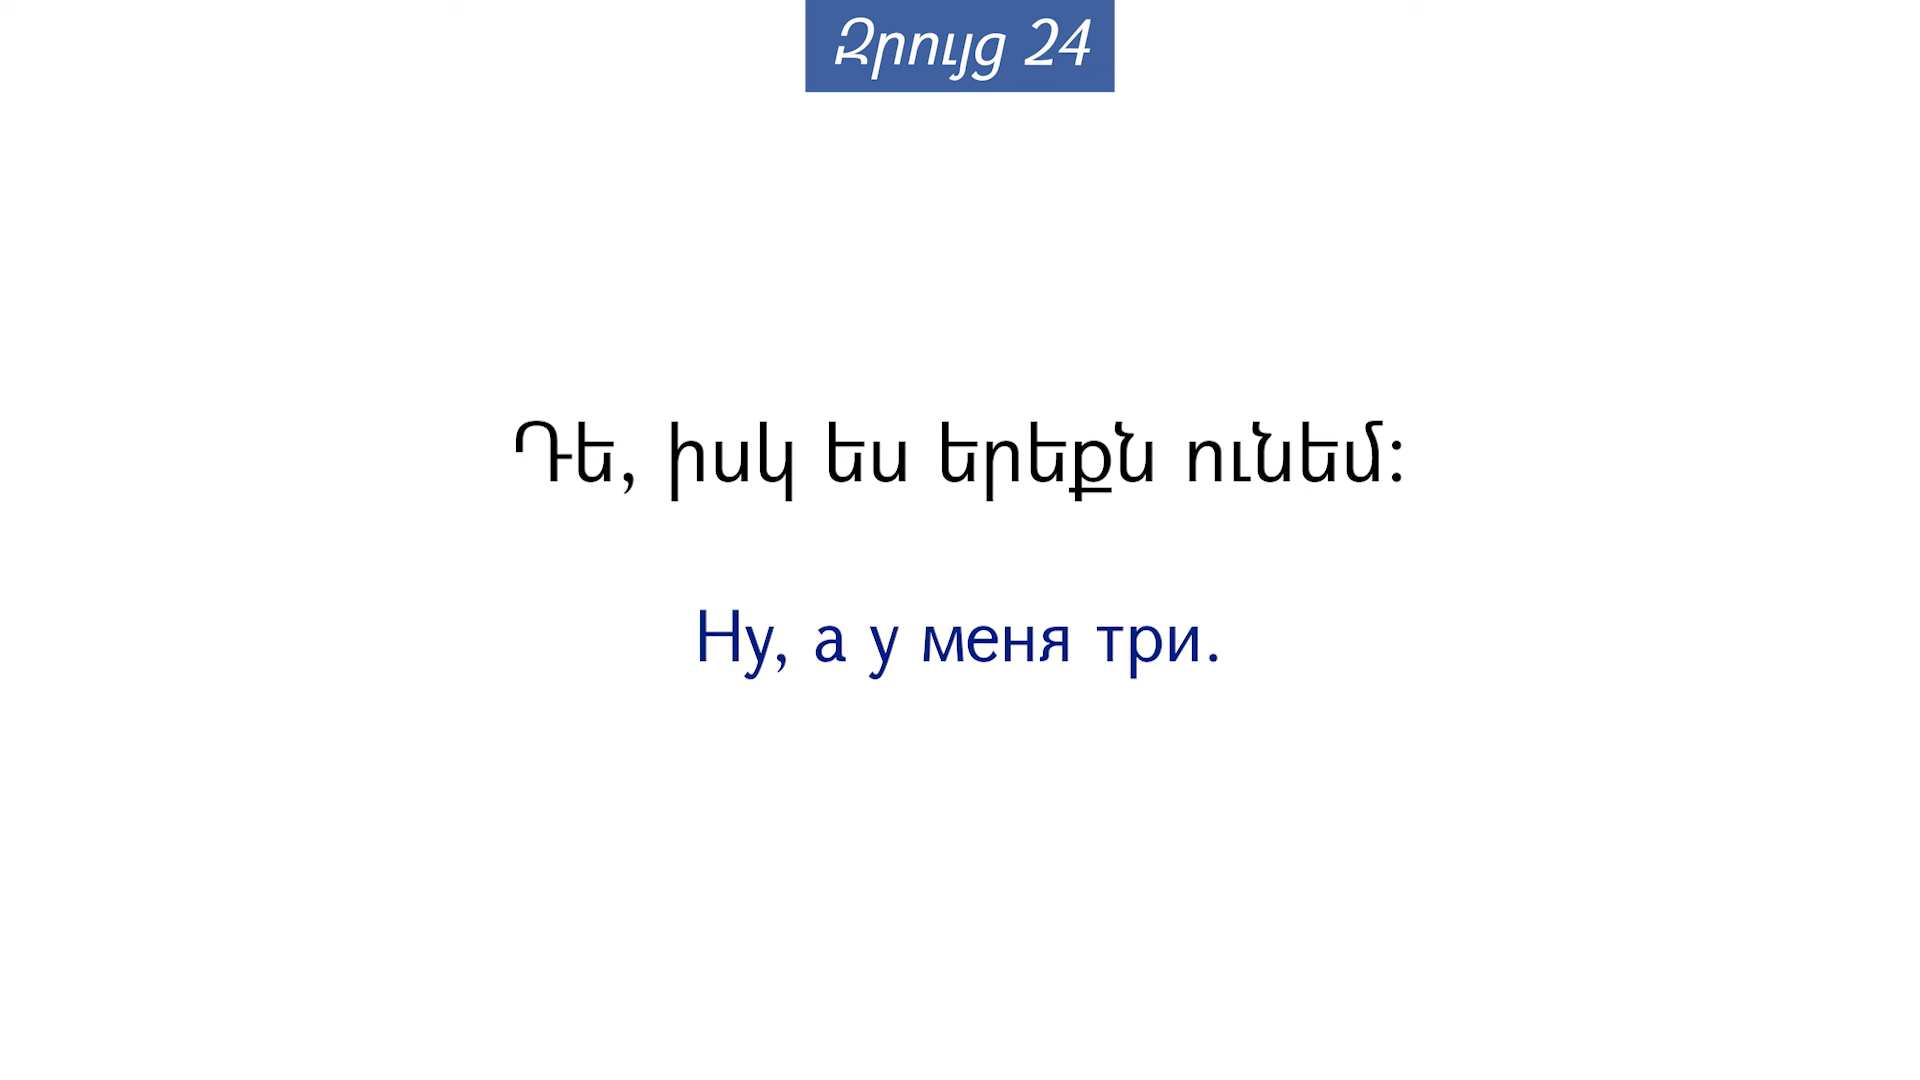 Զրույց 24
Դե, իսկ ես երեքն ունեմ:
Ну, а у меня три.